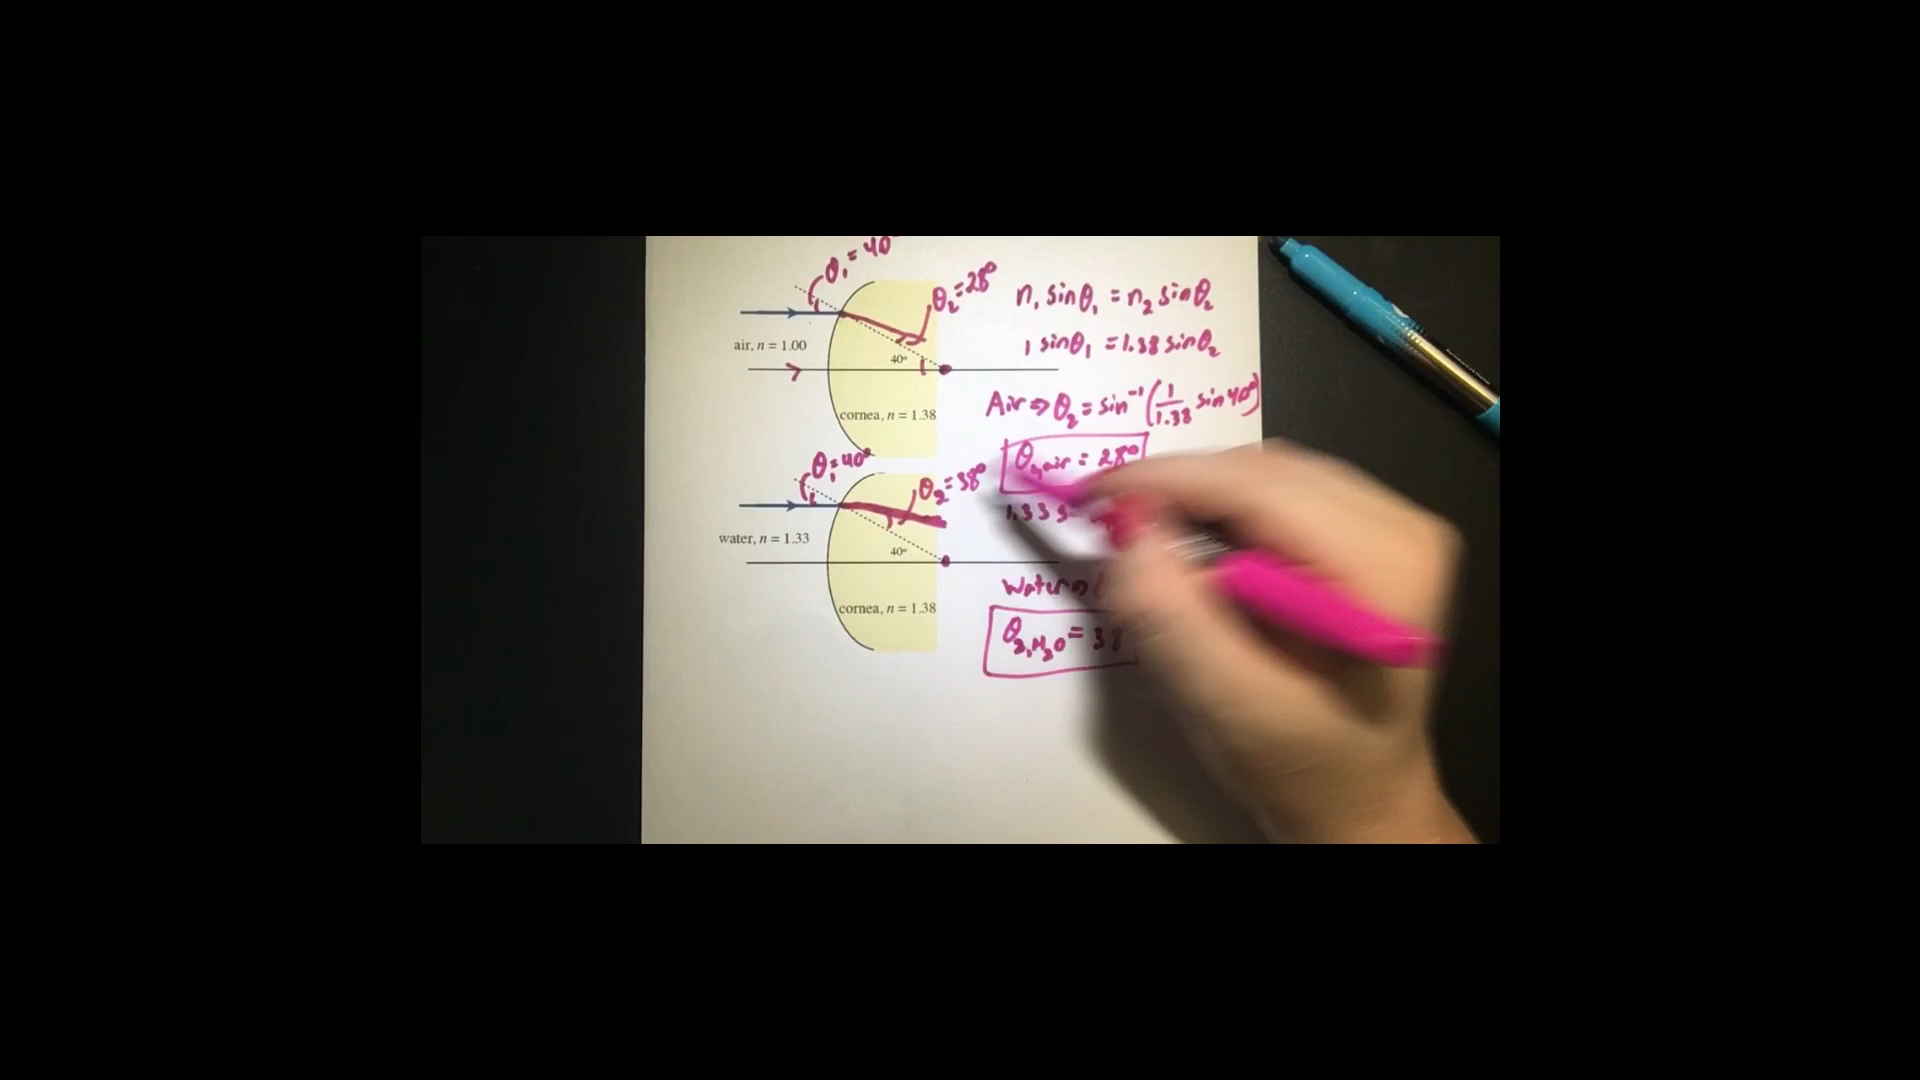 θ₁ = 40°
θ₂ = 28°
air, n = 1.00
40°
cornea, n = 1.38
θ₁ = 40°
θ₂ = 38°
water, n = 1.33
40°
cornea, n = 1.38
n₁ sinθ₁ = n₂ sinθ₂
1 sinθ₁ = 1.38 sinθ₂
Air ⇒ θ₂ = sin⁻¹(1/1.38 sin 40°)
θ₂,air = 28°
1.33 s
Water ⇒ (
θ₂,H₂O = 38